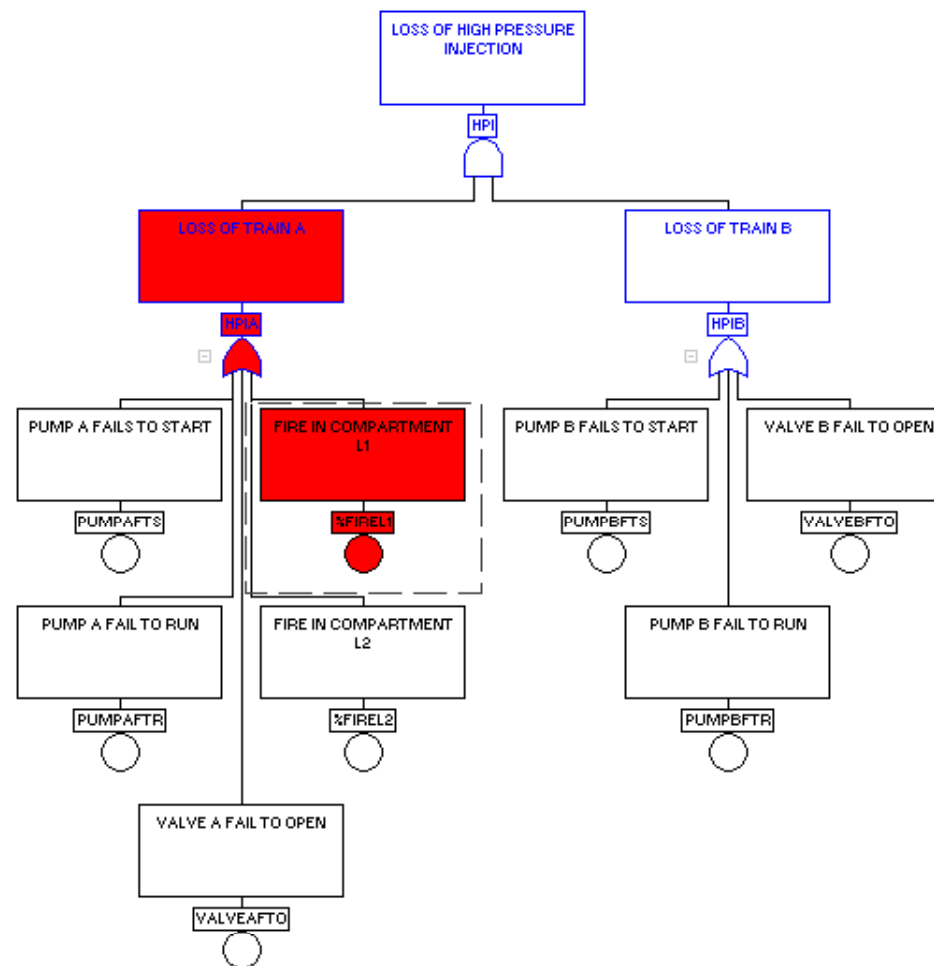 LOSS OF HIGH PRESSURE
INJECTION
HPI
LOSS OF TRAIN A
LOSS OF TRAIN B
HPIA
HPIB
PUMP A FAILS TO START
FIRE IN COMPARTMENT
L1
PUMP B FAILS TO START
VALVE B FAIL TO OPEN
PUMPAFTS
%FIREL1
PUMPBFTS
VALVEBFTO
PUMP A FAIL TO RUN
FIRE IN COMPARTMENT
L2
PUMP B FAIL TO RUN
PUMPAFTR
%FIREL2
PUMPBFTR
VALVE A FAIL TO OPEN
VALVEAFTO